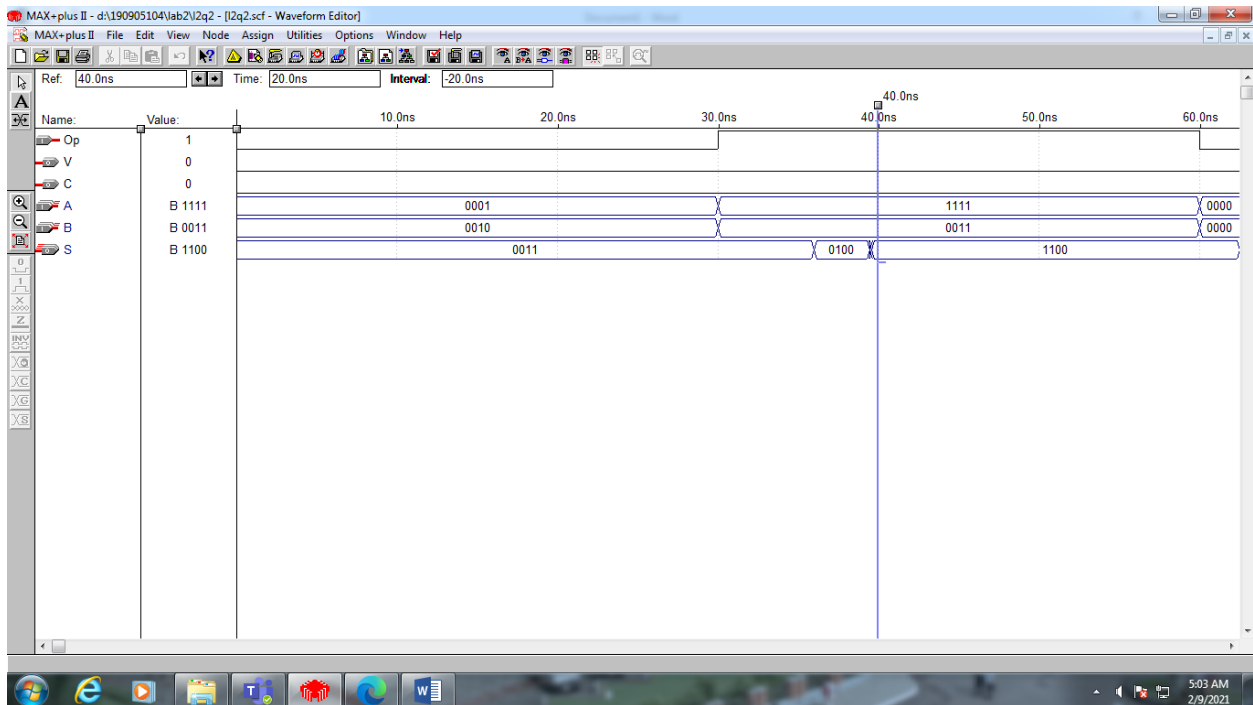 MAX+plus II - d:\190905104\lab2\l2q2 - [l2q2.scf - Waveform Editor]
MAX+plus II File Edit View Node Assign Utilities Options Window Help
Ref: 40.0ns Time: 20.0ns Interval: -20.0ns
40.0ns
Name: Value: 10.0ns 20.0ns 30.0ns 40.0ns 50.0ns 60.0ns
Op 1
V 0
C 0
A B 1111 0001 1111 0000
B B 0011 0010 0011 0000
S B 1100 0011 0100 1100
5:03 AM
2/9/2021